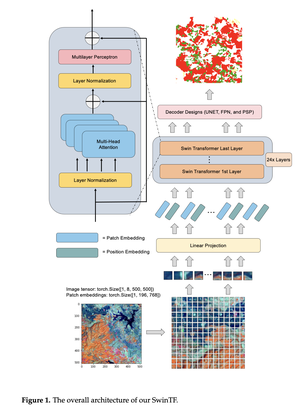 Multilayer Perceptron
Layer Normalization
Multi-Head
Attention
Layer Normalization
Decoder Designs (UNET, FPN, and PSP)
Swin Transformer Last Layer
Swin Transformer 1st Layer
24x Layers
= Patch Embedding
= Position Embedding
Linear Projection
Image tensor: torch.Size([1, 8, 500, 500])
Patch embeddings: torch.Size([1, 196, 768])
Figure 1. The overall architecture of our SwinTF.